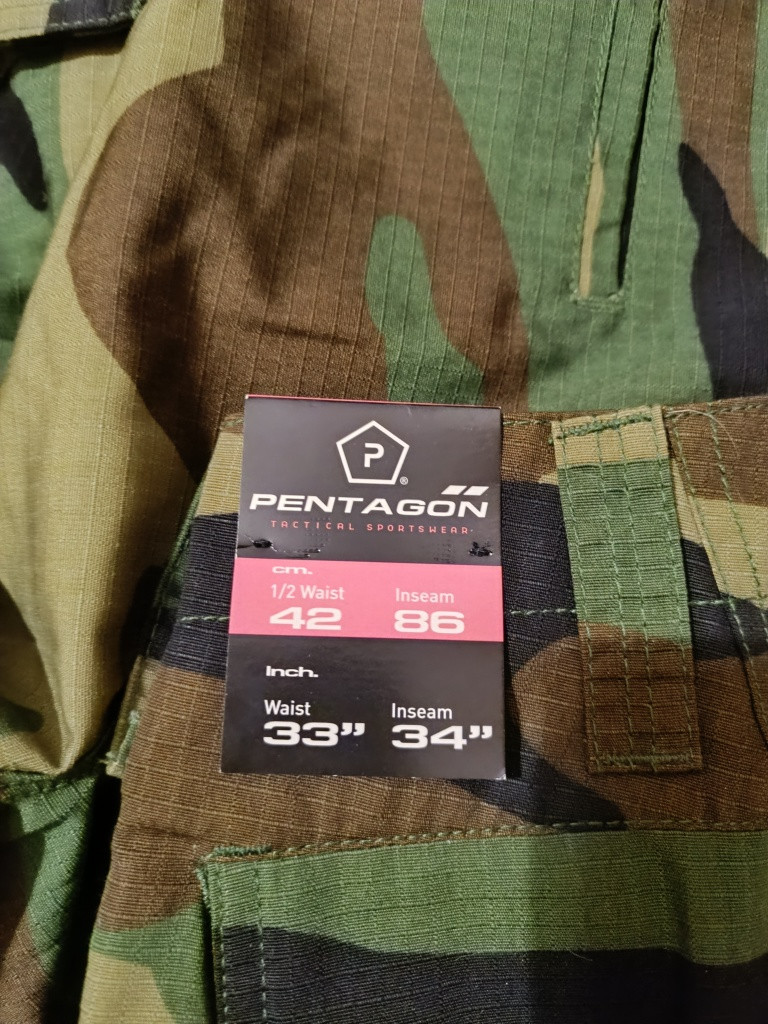 P
®
PENTAGON
TACTICAL SPORTSWEAR
cm.
1/2 Waist Inseam
42 86
Inch.
Waist Inseam
33” 34”